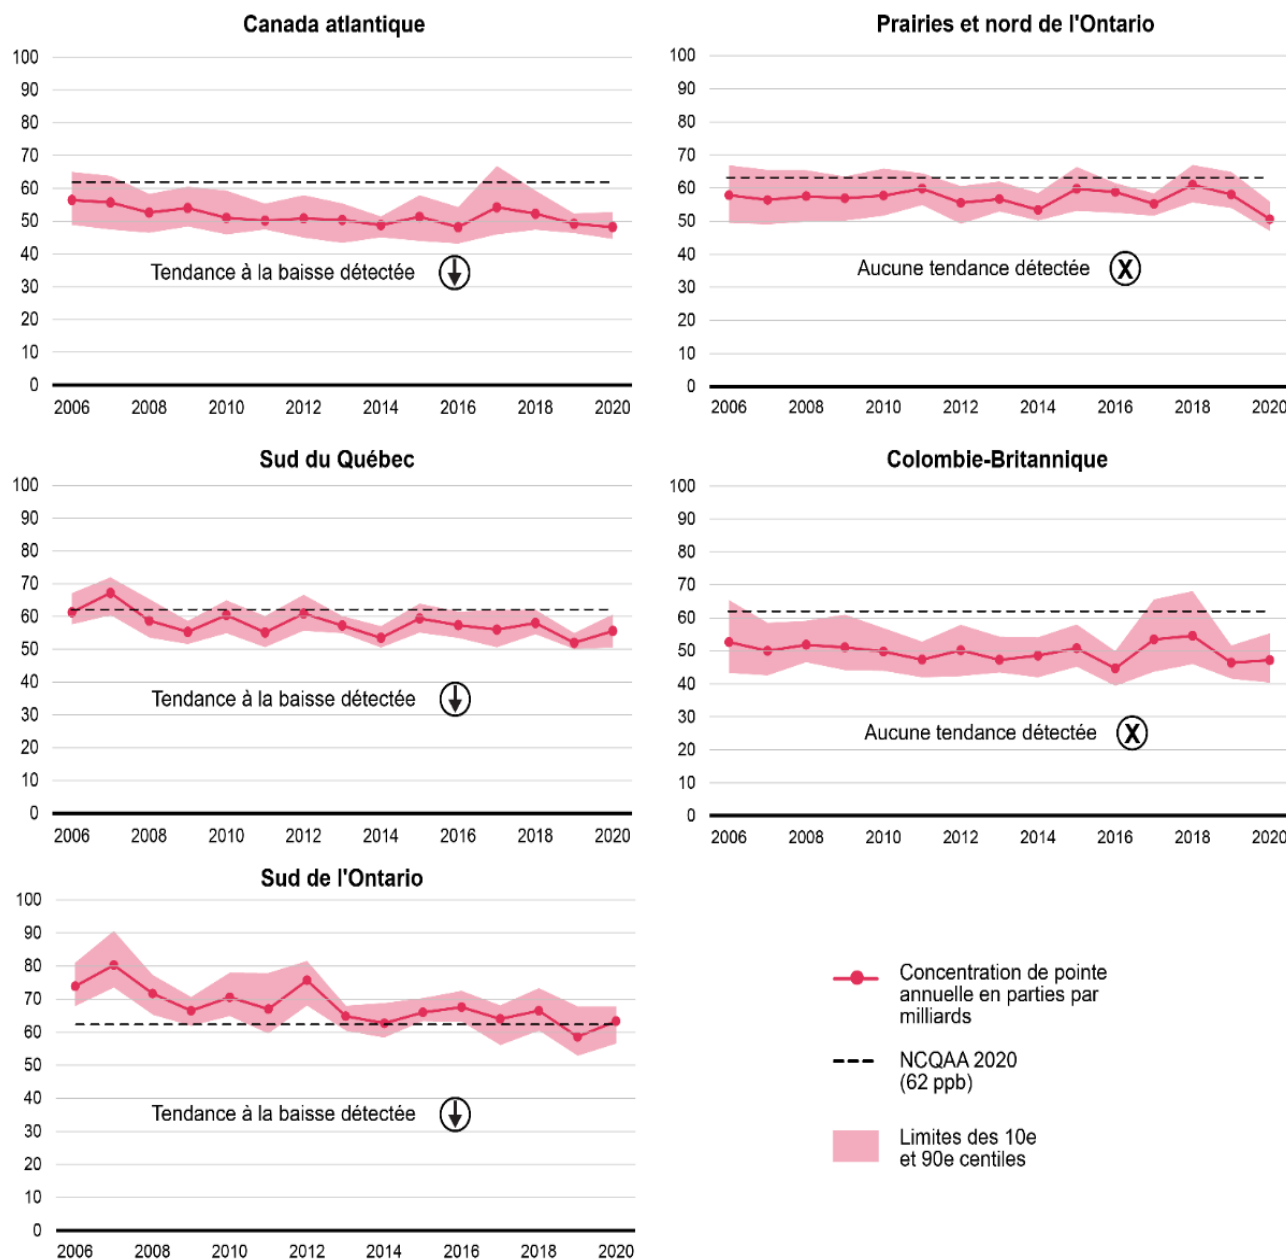 Canada atlantique
100
90
80
70
60
50
40
30
20
10
0
Tendance à la baisse détectée
2006 2008 2010 2012 2014 2016 2018 2020
Prairies et nord de l'Ontario
100
90
80
70
60
50
40
30
20
10
0
Aucune tendance détectée X
2006 2008 2010 2012 2014 2016 2018 2020
Sud du Québec
100
90
80
70
60
50
40
30
20
10
0
Tendance à la baisse détectée
2006 2008 2010 2012 2014 2016 2018 2020
Colombie-Britannique
100
90
80
70
60
50
40
30
20
10
0
Aucune tendance détectée X
2006 2008 2010 2012 2014 2016 2018 2020
Sud de l'Ontario
100
90
80
70
60
50
40
30
20
10
0
Tendance à la baisse détectée
2006 2008 2010 2012 2014 2016 2018 2020
Concentration de pointe
annuelle en parties par
milliards
NCQAA 2020
(62 ppb)
Limites des 10e
et 90e centiles